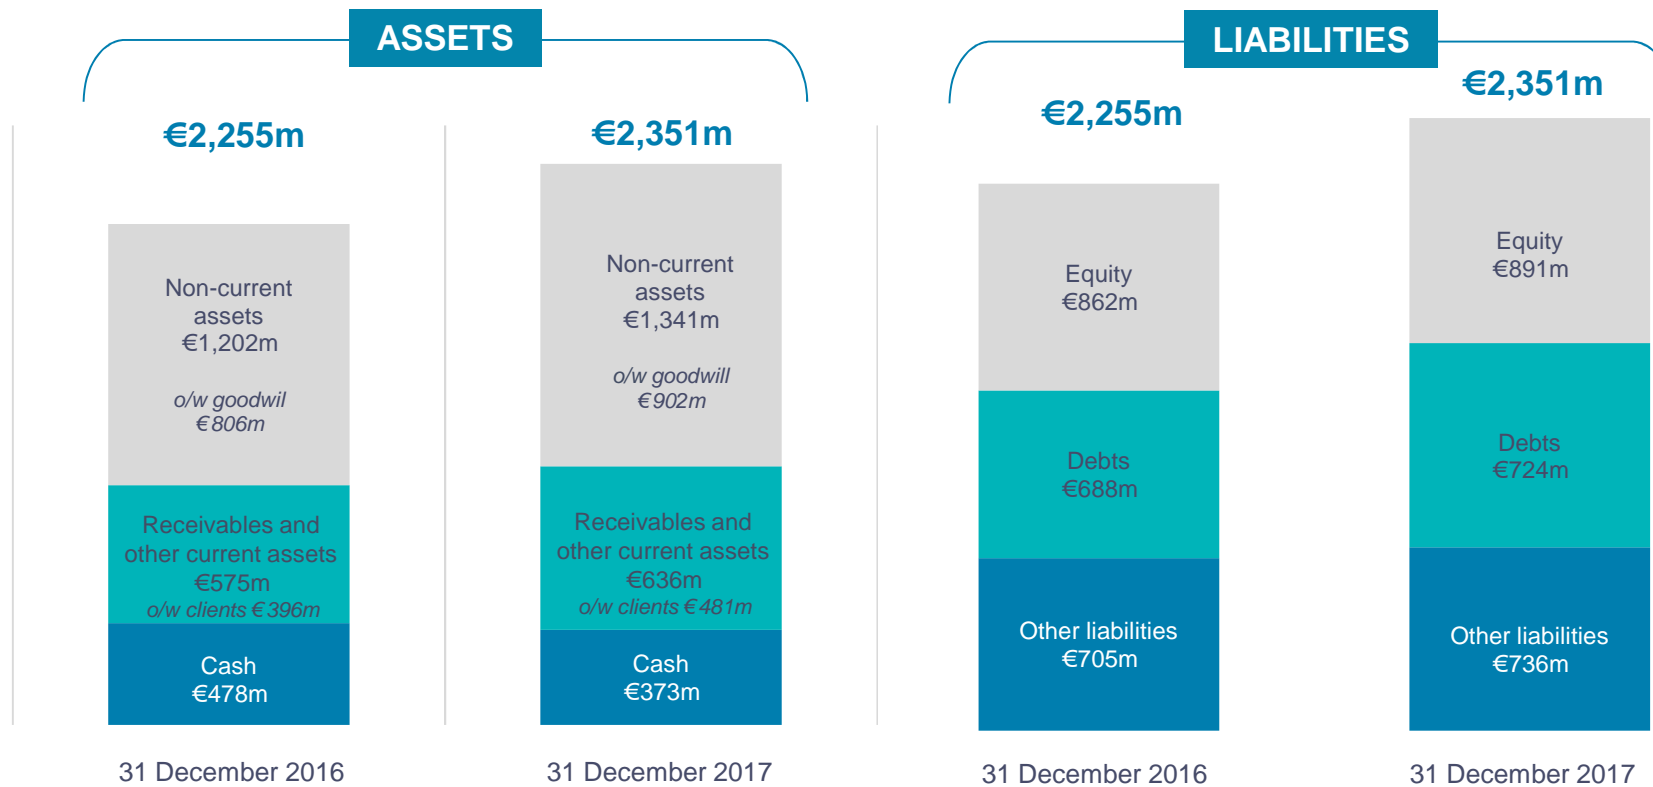 ASSETS
€2,255m
€2,351m
Non-current
assets
€1,202m
o/w goodwil
€806m
Receivables and
other current assets
€575m
o/w clients €396m
Cash
€478m
31 December 2016
Non-current
assets
€1,341m
o/w goodwill
€902m
Receivables and
other current assets
€636m
o/w clients €481m
Cash
€373m
31 December 2017
LIABILITIES
€2,255m
€2,351m
Equity
€862m
Debts
€688m
Other liabilities
€705m
31 December 2016
Equity
€891m
Debts
€724m
Other liabilities
€736m
31 December 2017